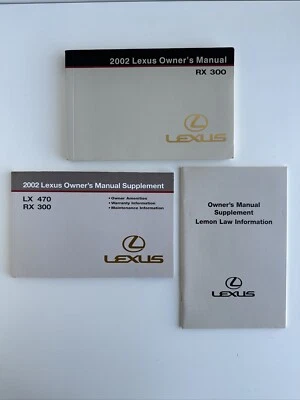 2002 Lexus Owner's Manual
RX 300
LEXUS
2002 Lexus Owner's Manual Supplement
LX 470
RX 300
• Owner Amenities
• Warranty Information
• Maintenance Information
LEXUS
Owner's Manual
Supplement
Lemon Law Information
LEXUS